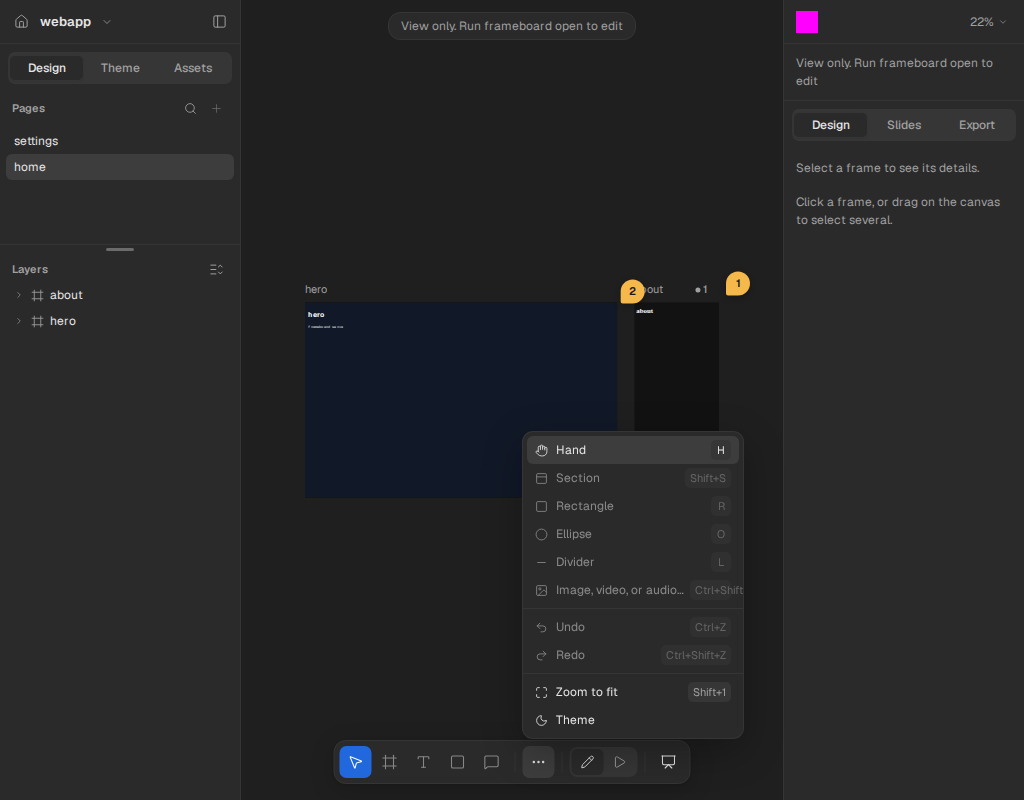 webapp
View only. Run frameboard open to edit
22%
Design
Theme
Assets
View only. Run frameboard open to
edit
Pages
Design
Slides
Export
settings
home
Select a frame to see its details.
Click a frame, or drag on the canvas
to select several.
Layers
about
hero
hero
2
out
1
1
hero
about
Hand
H
Section
Shift+S
Rectangle
R
Ellipse
O
Divider
L
Image, video, or audio...
Ctrl+Shift
Undo
Ctrl+Z
Redo
Ctrl+Shift+Z
Zoom to fit
Shift+1
Theme